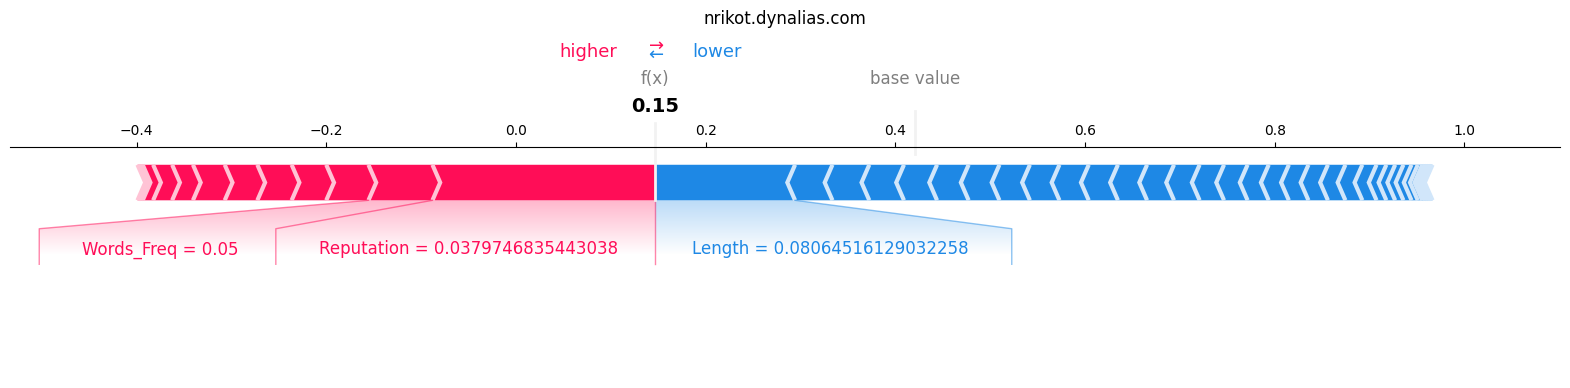 nrikot.dynalias.com
higher ⇄ lower
f(x) base value
0.15
−0.4 −0.2 0.0 0.2 0.4 0.6 0.8 1.0
Words_Freq = 0.05 Reputation = 0.0379746835443038 Length = 0.08064516129032258